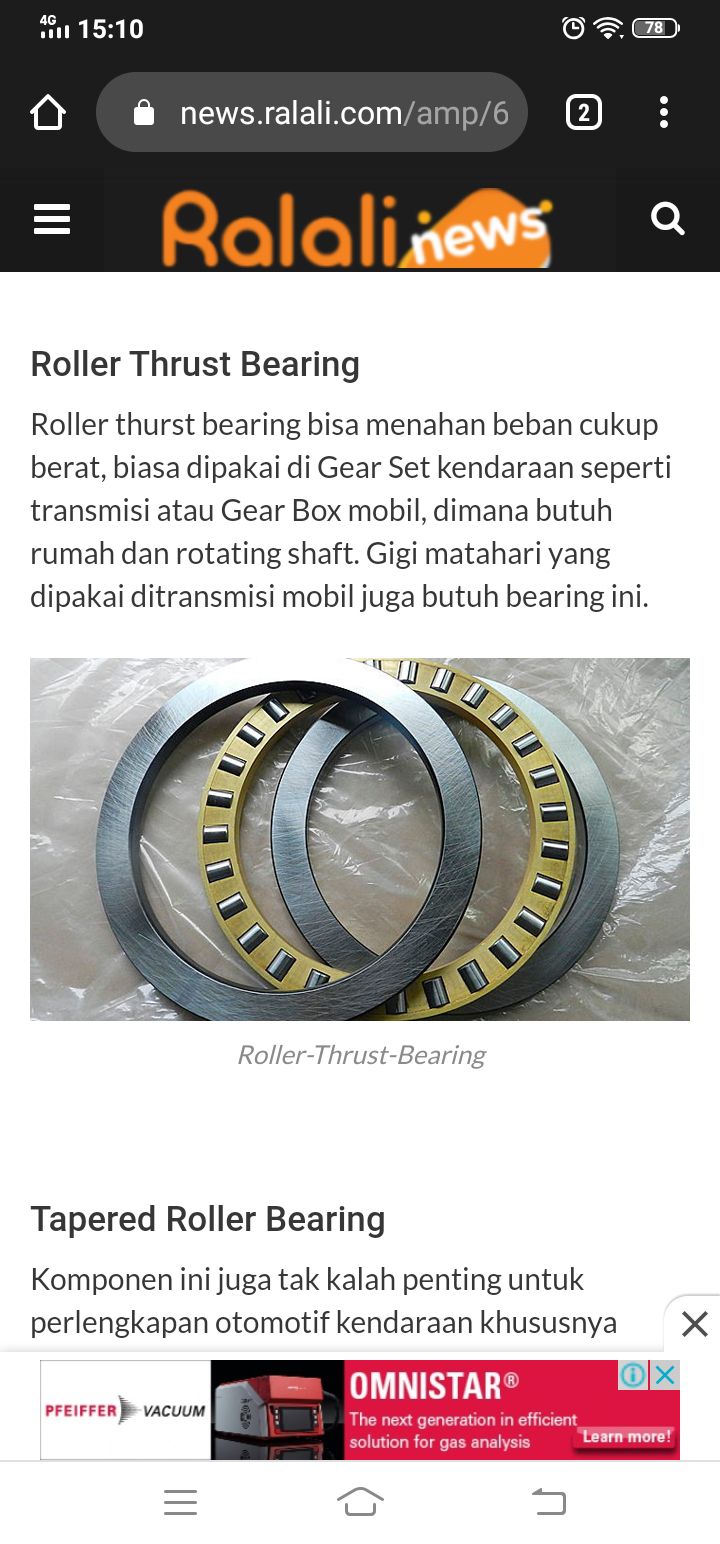 4G 15:10 78
news.ralali.com/amp/6 2
Ralali news
Roller Thrust Bearing
Roller thurst bearing bisa menahan beban cukup
berat, biasa dipakai di Gear Set kendaraan seperti
transmisi atau Gear Box mobil, dimana butuh
rumah dan rotating shaft. Gigi matahari yang
dipakai ditransmisi mobil juga butuh bearing ini.
Roller-Thrust-Bearing
Tapered Roller Bearing
Komponen ini juga tak kalah penting untuk
perlengkapan otomotif kendaraan khususnya
PFEIFFER VACUUM
OMNISTAR®
The next generation in efficient
solution for gas analysis
Learn more!